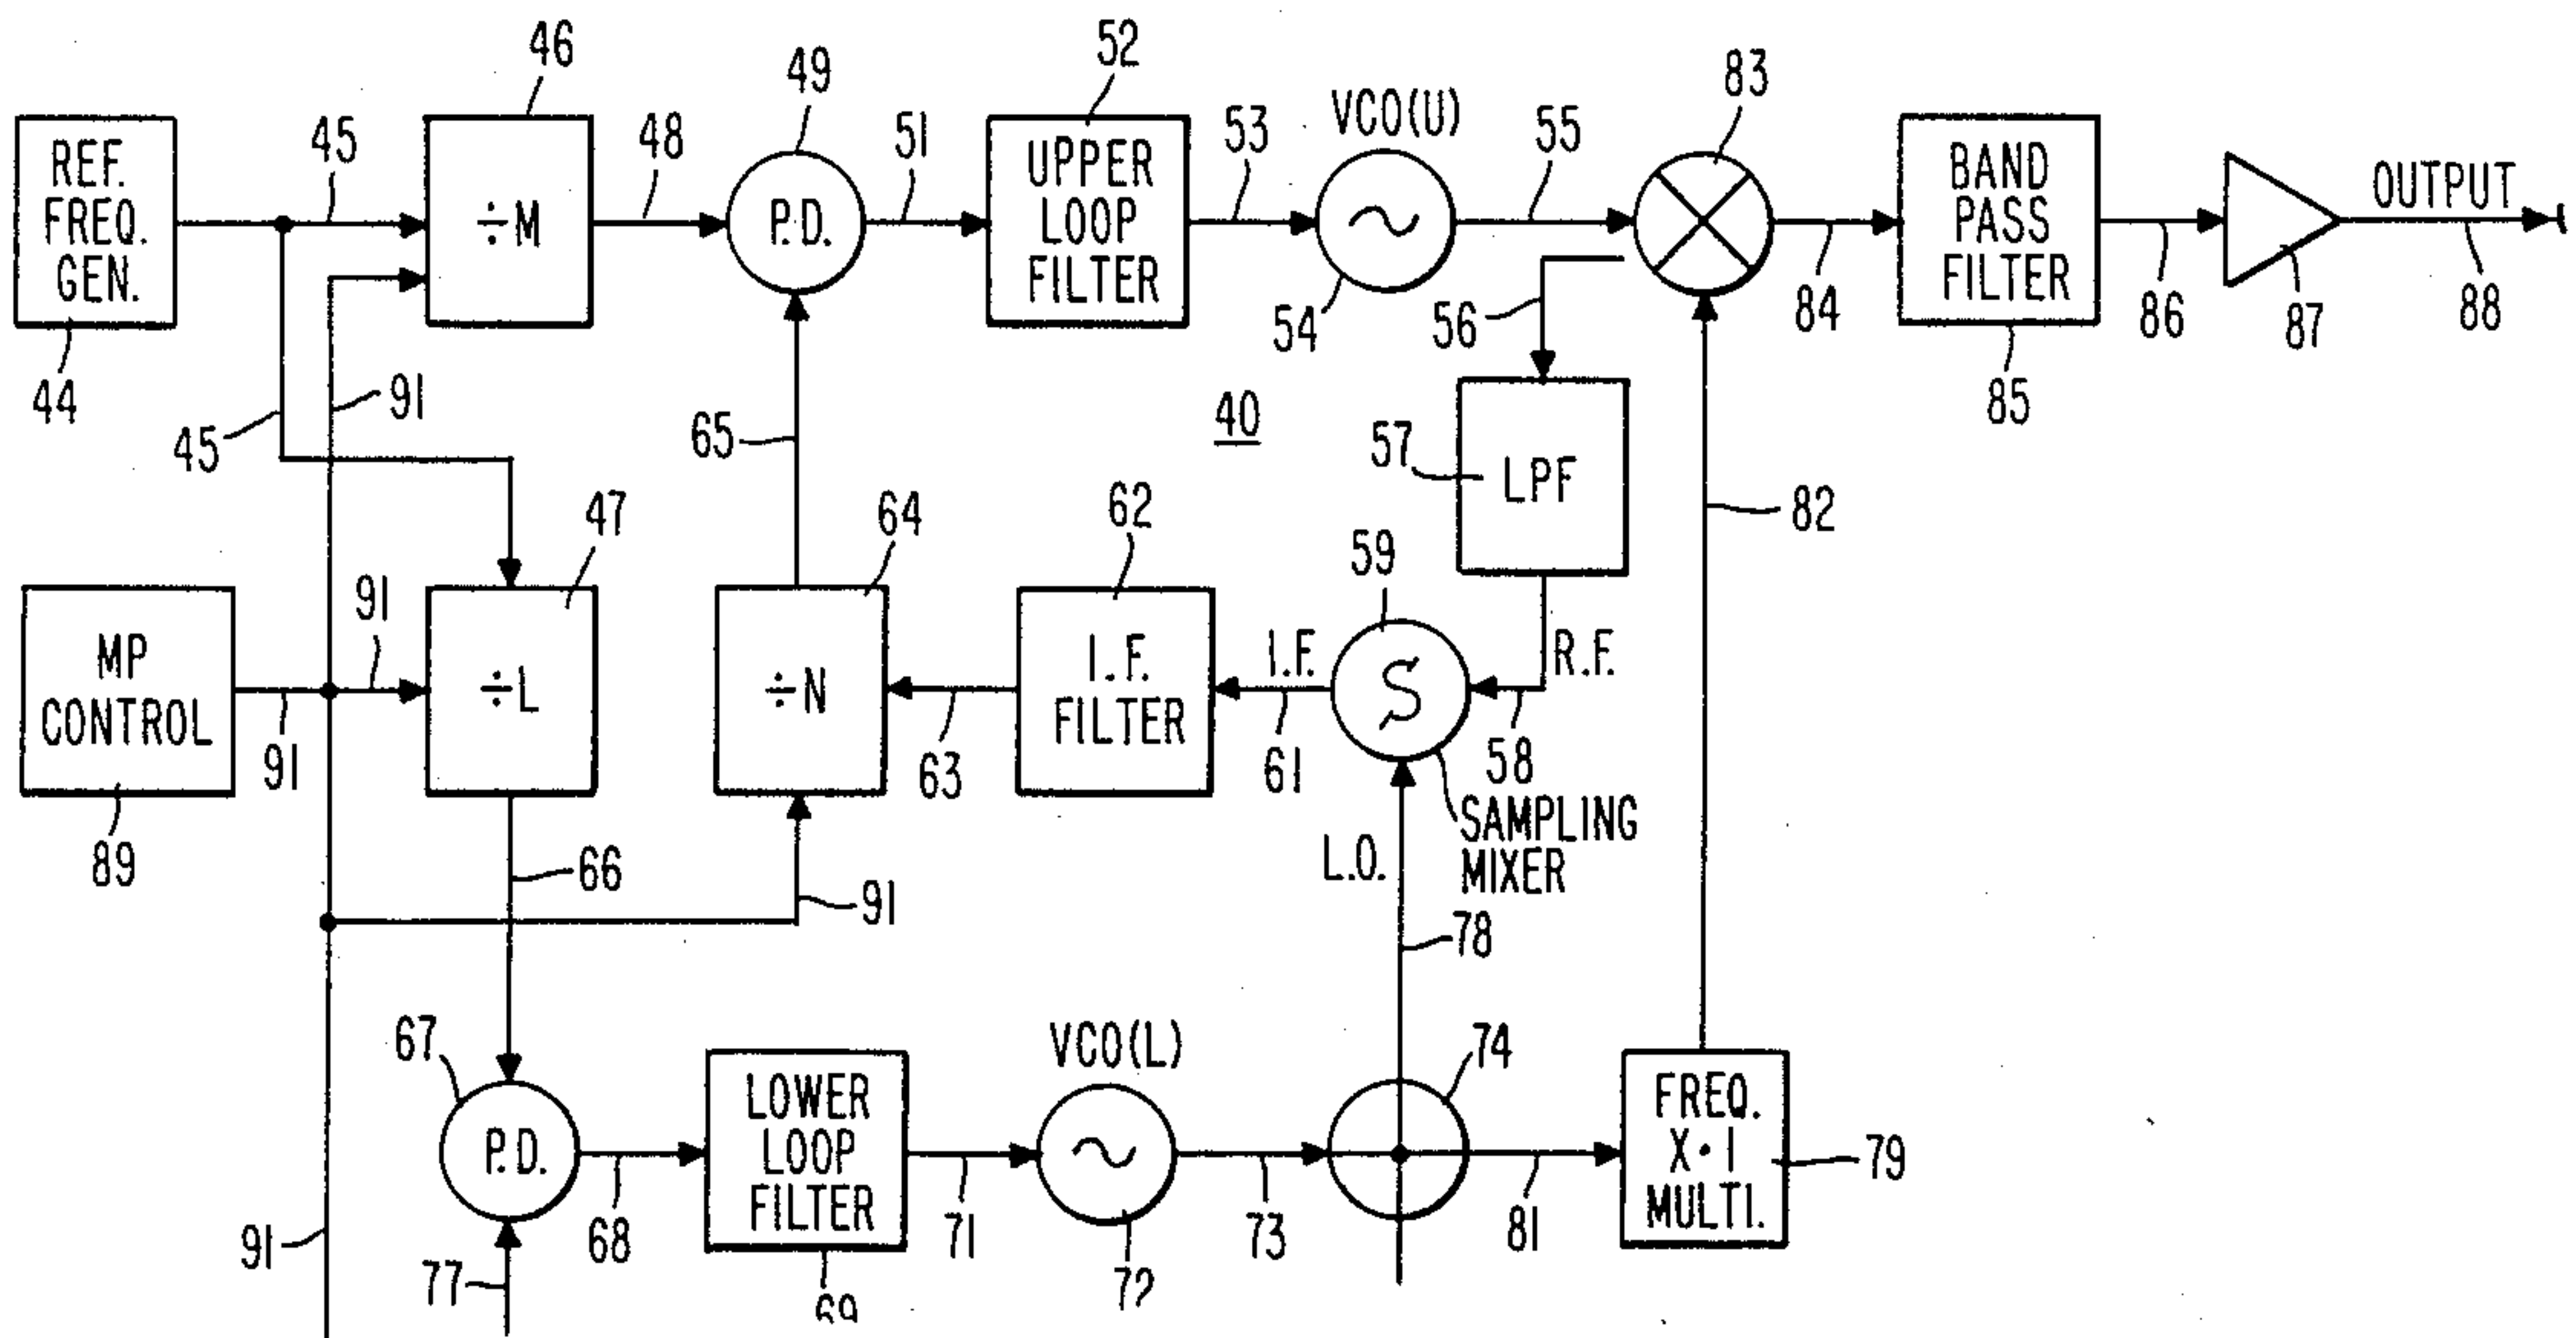 46
49
52
VCO(U)
83
REF.
FREQ.
GEN.
45
÷M
48
P.D.
51
UPPER
LOOP
FILTER
53
55
BAND
PASS
FILTER
OUTPUT
54
56
84
86
87
88
44
45
91
65
40
57
LPF
85
47
64
62
59
82
MP
CONTROL
91
÷L
÷N
I.F.
FILTER
I.F.
R.F.
91
63
61
58
SAMPLING
MIXER
89
66
91
L.O.
78
67
VCO(L)
74
P.D.
LOWER
LOOP
FILTER
FREQ.
X•I
MULTI.
79
91
77
68
69
71
72
73
81